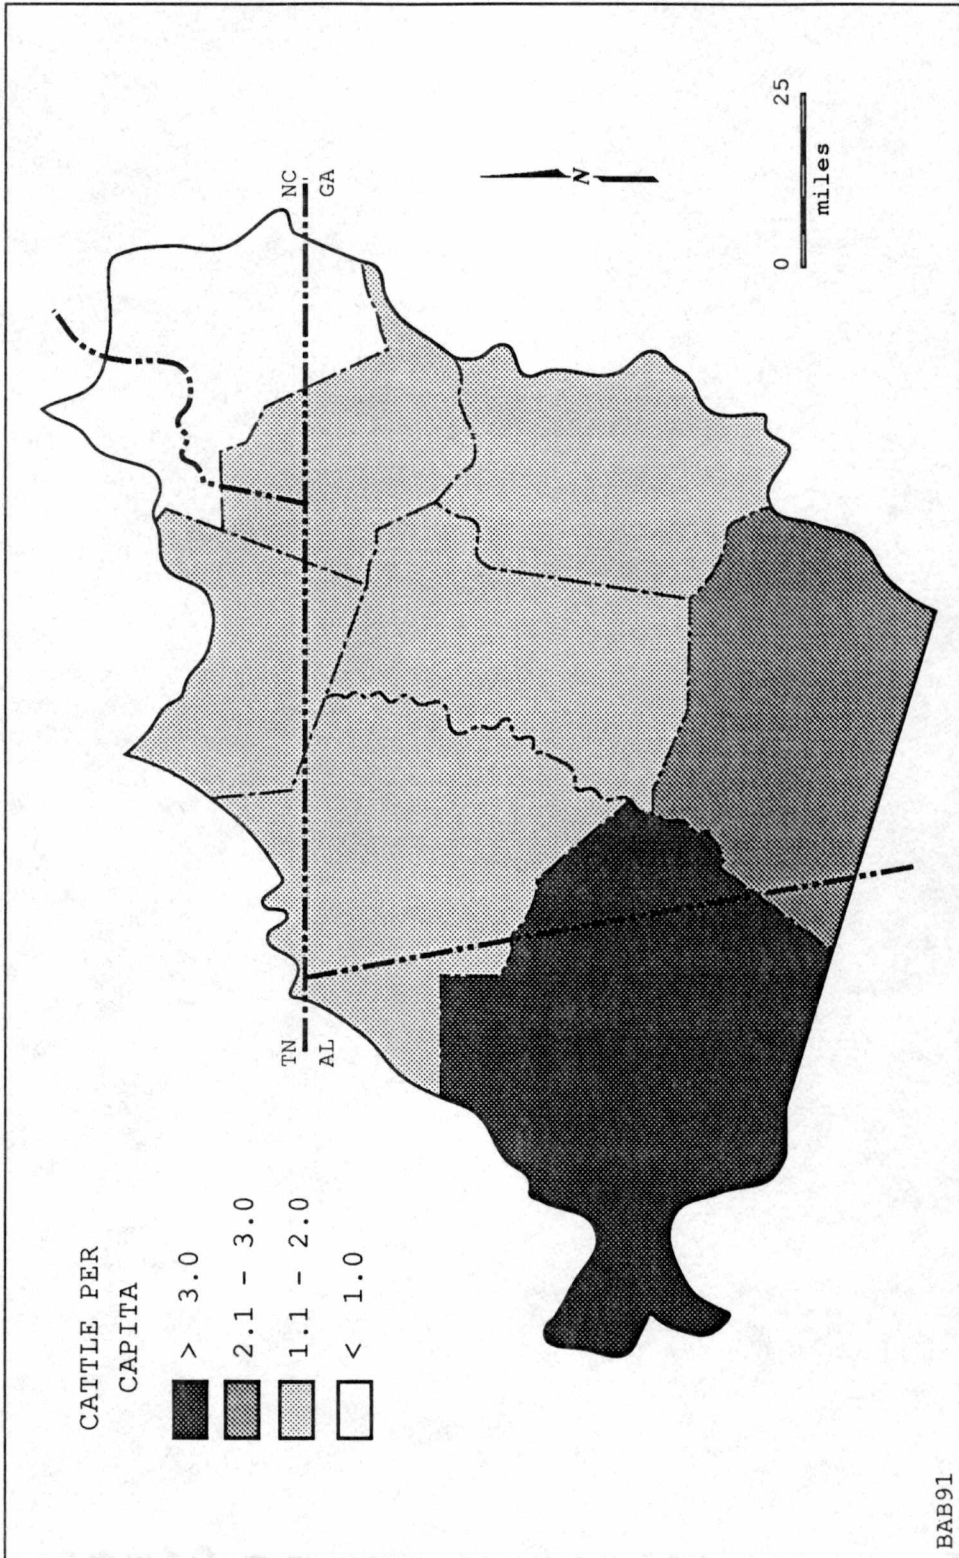 CATTLE PER
CAPITA
> 3.0
2.1 - 3.0
1.1 - 2.0
< 1.0
TN
AL
NC
GA
N
0 25
miles
BAB91